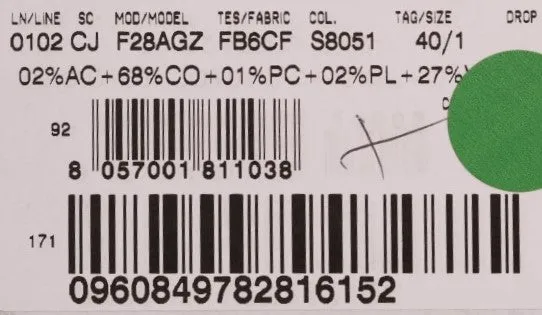 LN/LINE SC MOD/MODEL TES/FABRIC COL. TAG/SIZE DROP
0102 CJ F28AGZ FB6CF S8051 40/1
02%AC+68%CO+01%PC+02%PL+27%
92
8 057001 811038
171
0960849782816152